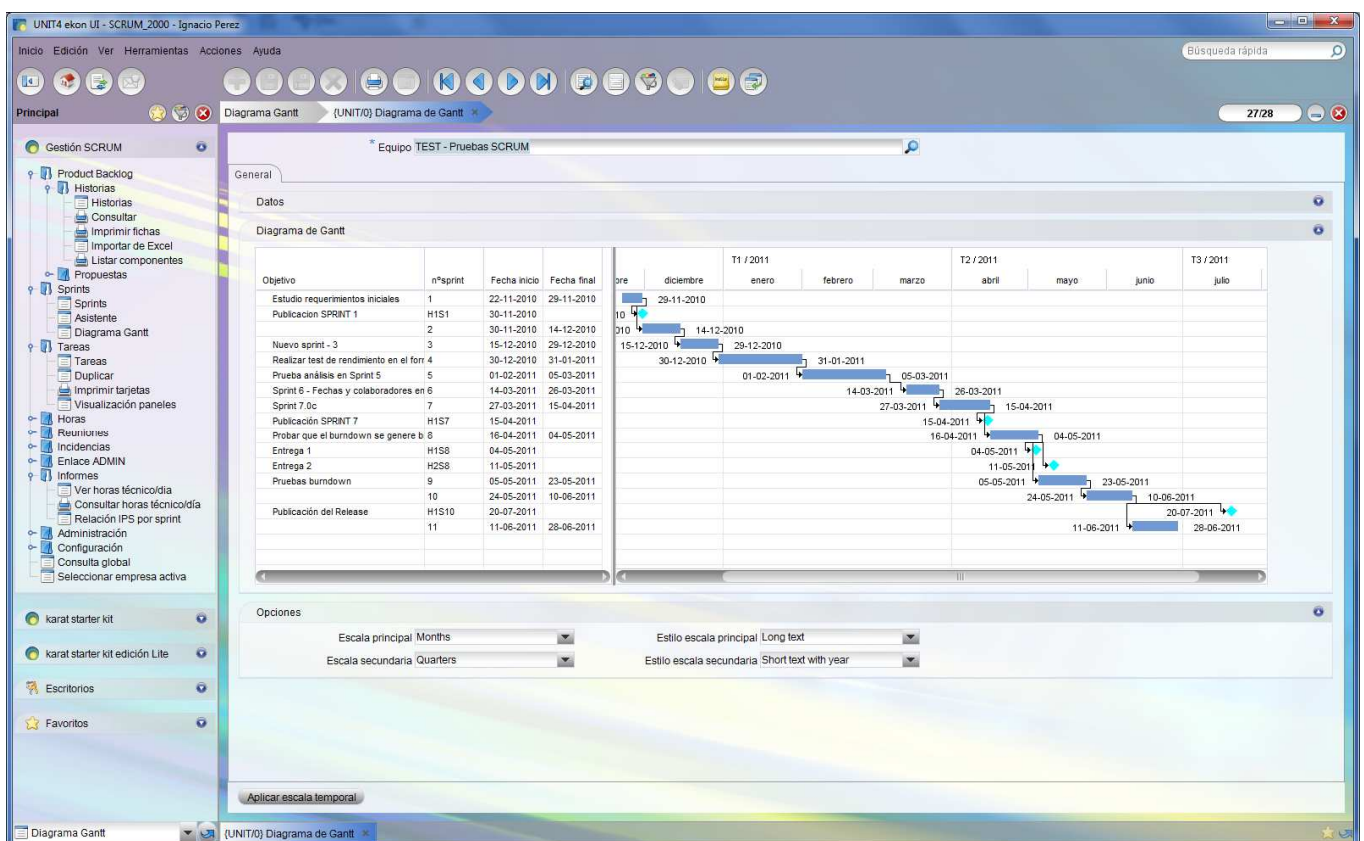 UNIT4 ekon UI - SCRUM_2000 - Ignacio Perez
Inicio Edición Ver Herramientas Acciones Ayuda
Búsqueda rápida
Principal
Diagrama Gantt
{UNIT/0} Diagrama de Gantt
27/28
Gestión SCRUM
Product Backlog
Historias
Historias
Consultar
Imprimir fichas
Importar de Excel
Listar componentes
Propuestas
Sprints
Sprints
Asistente
Diagrama Gantt
Tareas
Tareas
Duplicar
Imprimir tarjetas
Visualización paneles
Horas
Reuniones
Incidencias
Enlace ADMIN
Informes
Ver horas técnico/dia
Consultar horas técnico/día
Relación IPS por sprint
Administración
Configuración
Consulta global
Seleccionar empresa activa
karat starter kit
karat starter kit edición Lite
Escritorios
Favoritos
* Equipo TEST - Pruebas SCRUM
General
Datos
Diagrama de Gantt
T1 / 2011 T2 / 2011 T3 / 2011
Objetivo nºsprint Fecha inicio Fecha final bre diciembre enero febrero marzo abril mayo junio julio
Estudio requerimientos iniciales 1 22-11-2010 29-11-2010 29-11-2010
Publicacion SPRINT 1 H1S1 30-11-2010 10
2 30-11-2010 14-12-2010 010 14-12-2010
Nuevo sprint - 3 3 15-12-2010 29-12-2010 15-12-2010 29-12-2010
Realizar test de rendimiento en el forr 4 30-12-2010 31-01-2011 30-12-2010 31-01-2011
Prueba análisis en Sprint 5 5 01-02-2011 05-03-2011 01-02-2011 05-03-2011
Sprint 6 - Fechas y colaboradores en 6 14-03-2011 26-03-2011 14-03-2011 26-03-2011
Sprint 7.0c 7 27-03-2011 15-04-2011 27-03-2011 15-04-2011
Publicación SPRINT 7 H1S7 15-04-2011 15-04-2011
Probar que el burndown se genere b 8 16-04-2011 04-05-2011 16-04-2011 04-05-2011
Entrega 1 H1S8 04-05-2011 04-05-2011
Entrega 2 H2S8 11-05-2011 11-05-2011
Pruebas burndown 9 05-05-2011 23-05-2011 05-05-2011 23-05-2011
10 24-05-2011 10-06-2011 24-05-2011 10-06-2011
Publicación del Release H1S10 20-07-2011 20-07-2011
11 11-06-2011 28-06-2011 11-06-2011 28-06-2011
Opciones
Escala principal Months Estilo escala principal Long text
Escala secundaria Quarters Estilo escala secundaria Short text with year
Aplicar escala temporal
Diagrama Gantt
{UNIT/0} Diagrama de Gantt